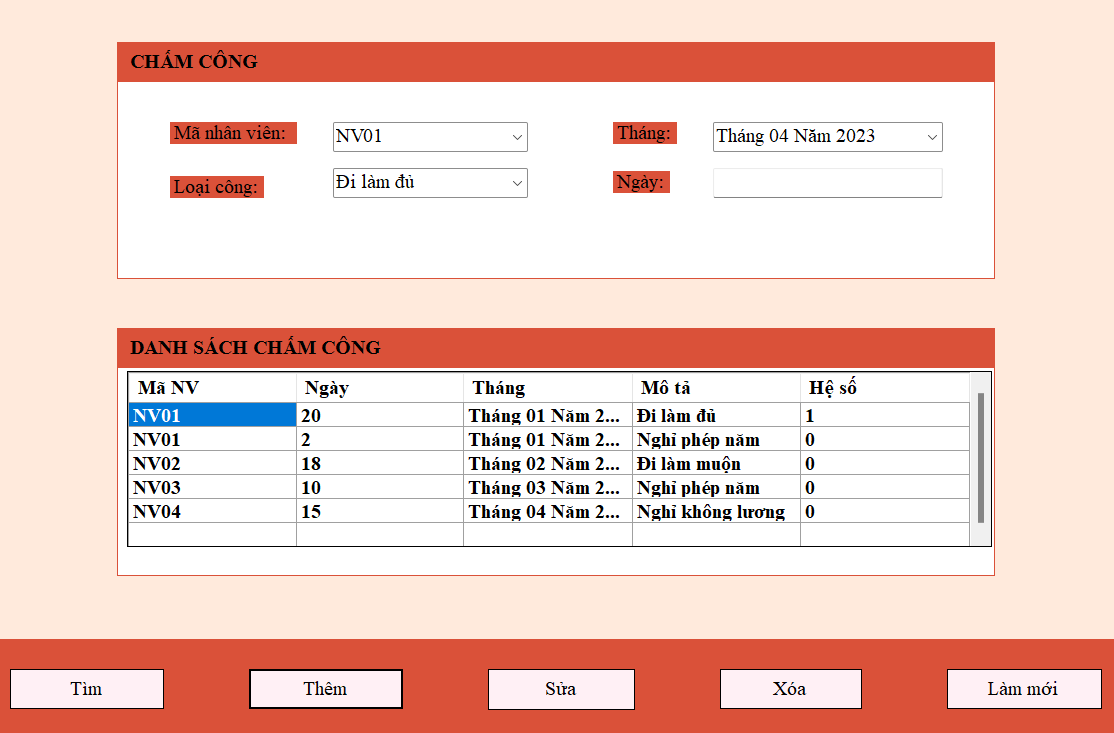 CHẤM CÔNG
Mã nhân viên: NV01 Tháng: Tháng 04 Năm 2023
Loại công: Đi làm đủ Ngày:
DANH SÁCH CHẤM CÔNG
Mã NV Ngày Tháng Mô tả Hệ số
NV01 20 Tháng 01 Năm 2... Đi làm đủ 1
NV01 2 Tháng 01 Năm 2... Nghỉ phép năm 0
NV02 18 Tháng 02 Năm 2... Đi làm muộn 0
NV03 10 Tháng 03 Năm 2... Nghỉ phép năm 0
NV04 15 Tháng 04 Năm 2... Nghỉ không lương 0
Tìm Thêm Sửa Xóa Làm mới